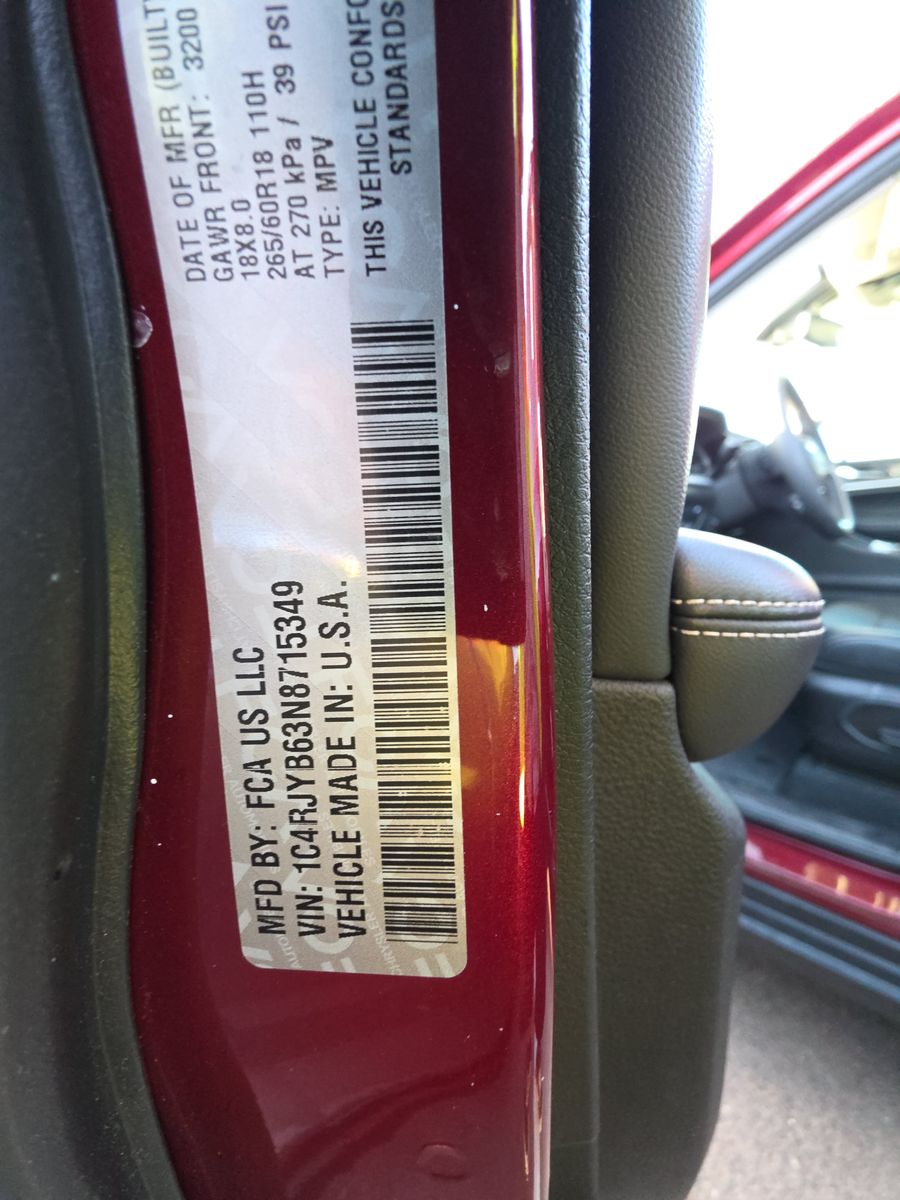 MFD BY: FCA US LLC
VIN: 1C4RJYB63N8715349
VEHICLE MADE IN: U.S.A.
DATE OF MFR (BUILT
GAWR FRONT: 3200
18X8.0
265/60R18 110H
AT 270 kPa / 39 PSI
TYPE: MPV
THIS VEHICLE CONFO
STANDARDS